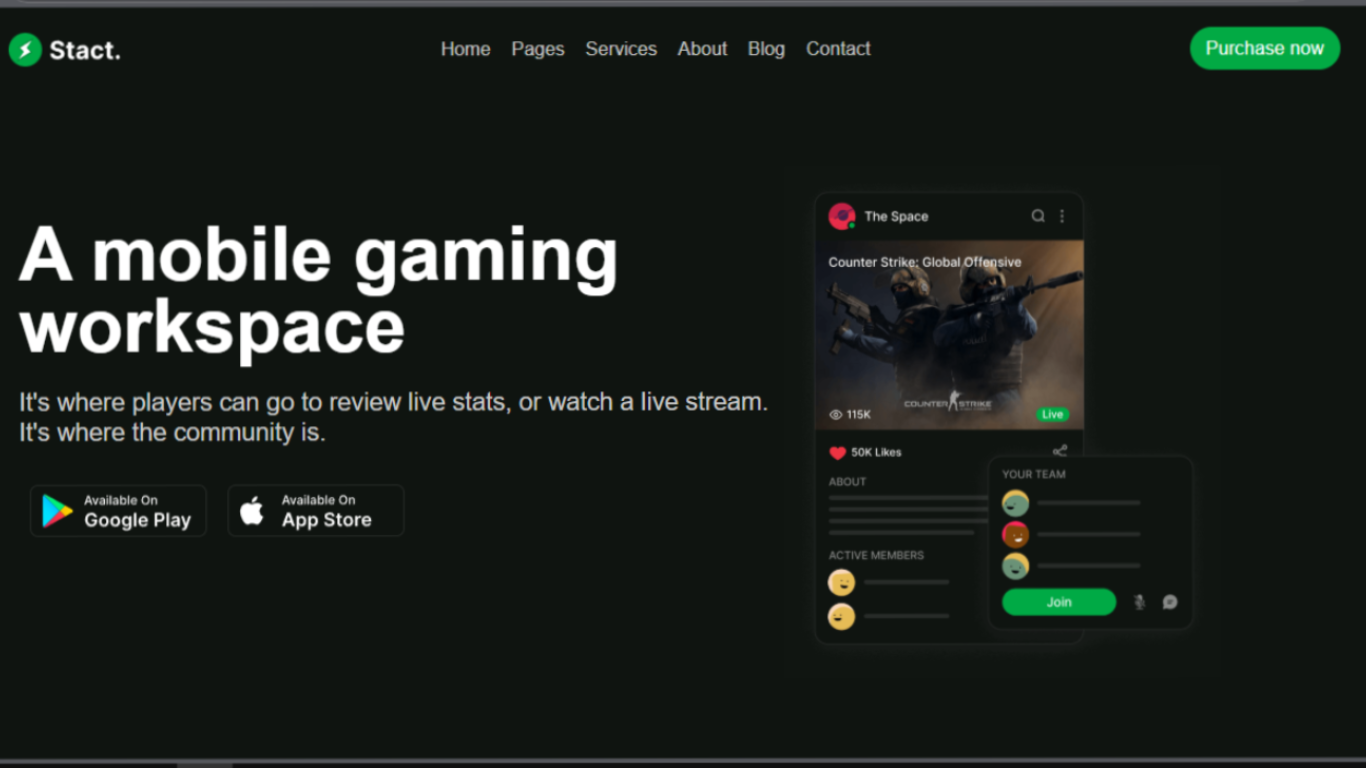 Stact.
Home Pages Services About Blog Contact
Purchase now
A mobile gaming
workspace
It's where players can go to review live stats, or watch a live stream.
It's where the community is.
Available On
Google Play
Available On
App Store
The Space
Counter Strike: Global Offensive
COUNTER STRIKE
115K
Live
50K Likes
ABOUT
ACTIVE MEMBERS
YOUR TEAM
Join